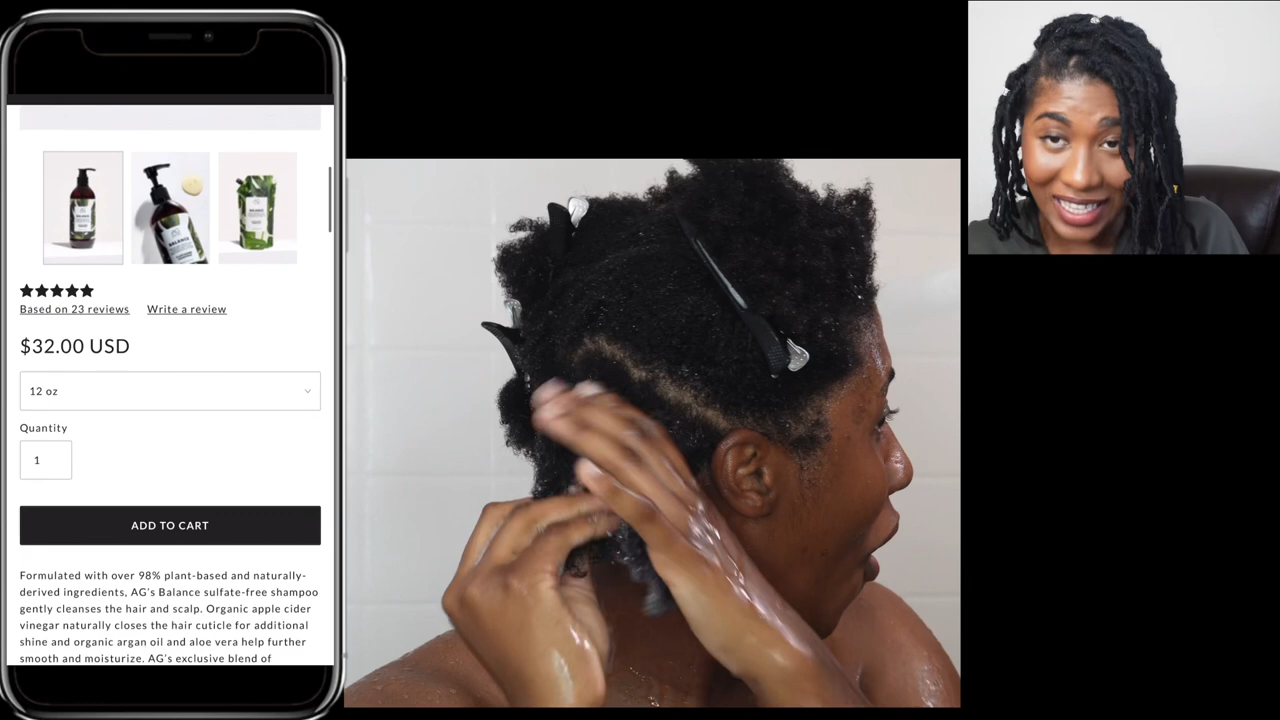 BALANCE
BALANCE
Based on 23 reviews Write a review
$32.00 USD
12 oz
Quantity
1
ADD TO CART
Formulated with over 98% plant-based and naturally-
derived ingredients, AG's Balance sulfate-free shampoo
gently cleanses the hair and scalp. Organic apple cider
vinegar naturally closes the hair cuticle for additional
shine and organic argan oil and aloe vera help further
smooth and moisturize. AG's exclusive blend of